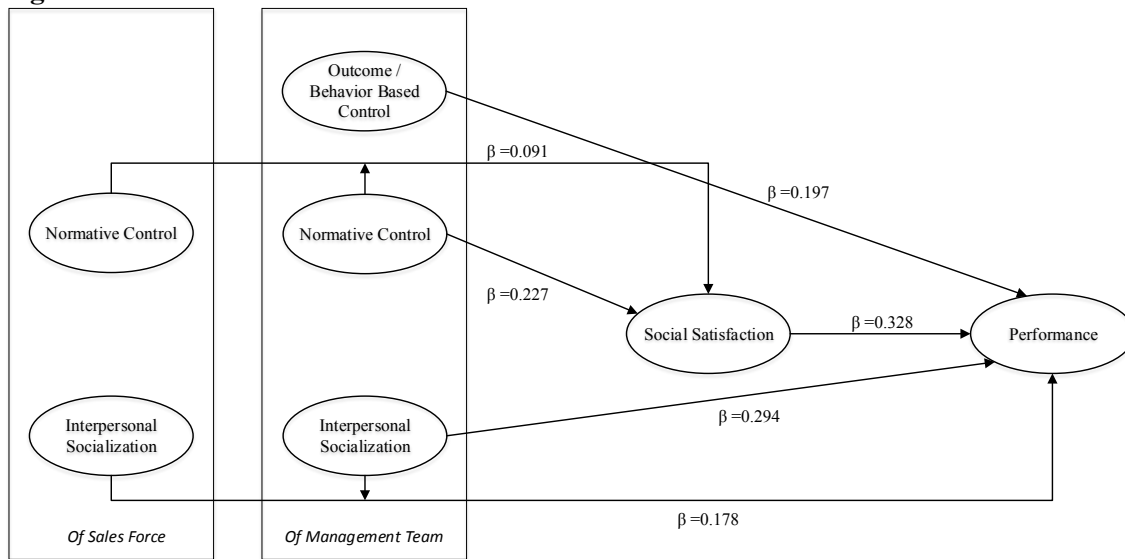 Outcome /
Behavior Based
Control
β =0.091
β =0.197
Normative Control
Normative Control
β =0.227
Social Satisfaction
β =0.328
Performance
Interpersonal
Socialization
Interpersonal
Socialization
β =0.294
β =0.178
Of Sales Force
Of Management Team